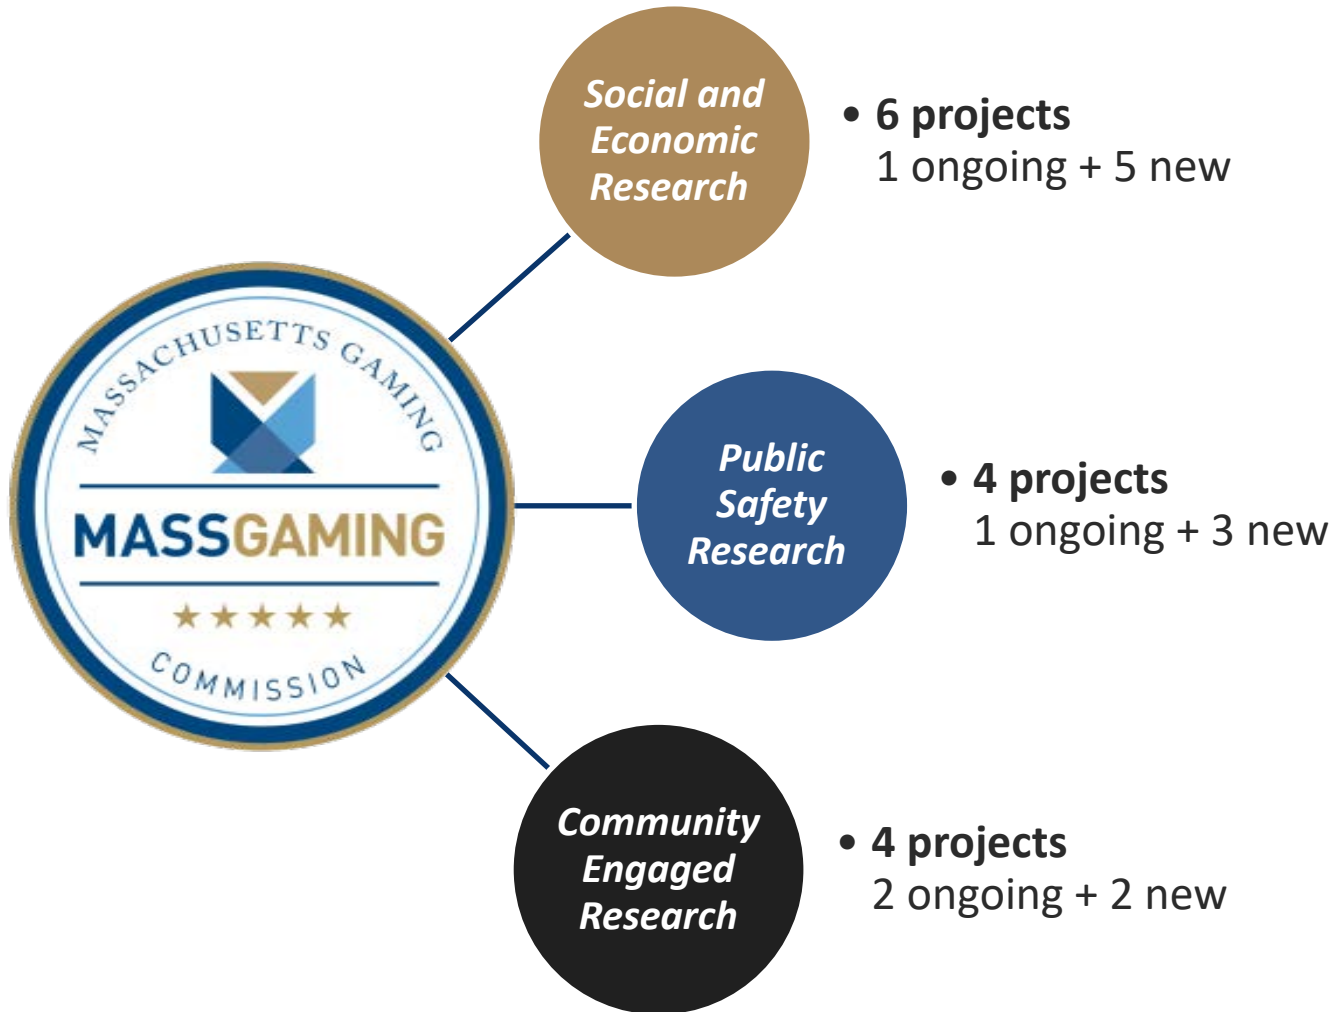 MASSACHUSETTS GAMING
MASSGAMING
COMMISSION
Social and
Economic
Research
• 6 projects
1 ongoing + 5 new
Public
Safety
Research
• 4 projects
1 ongoing + 3 new
Community
Engaged
Research
• 4 projects
2 ongoing + 2 new